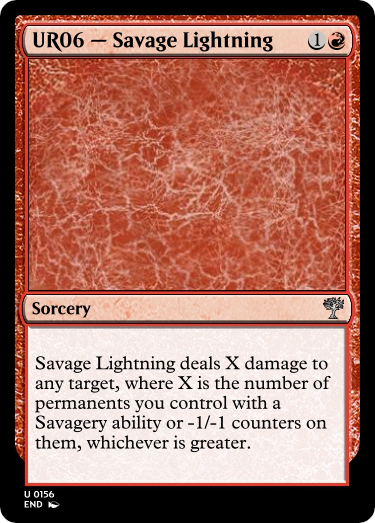 UR06 — Savage Lightning 1
Sorcery
Savage Lightning deals X damage to
any target, where X is the number of
permanents you control with a
Savagery ability or -1/-1 counters on
them, whichever is greater.
U 0156
END